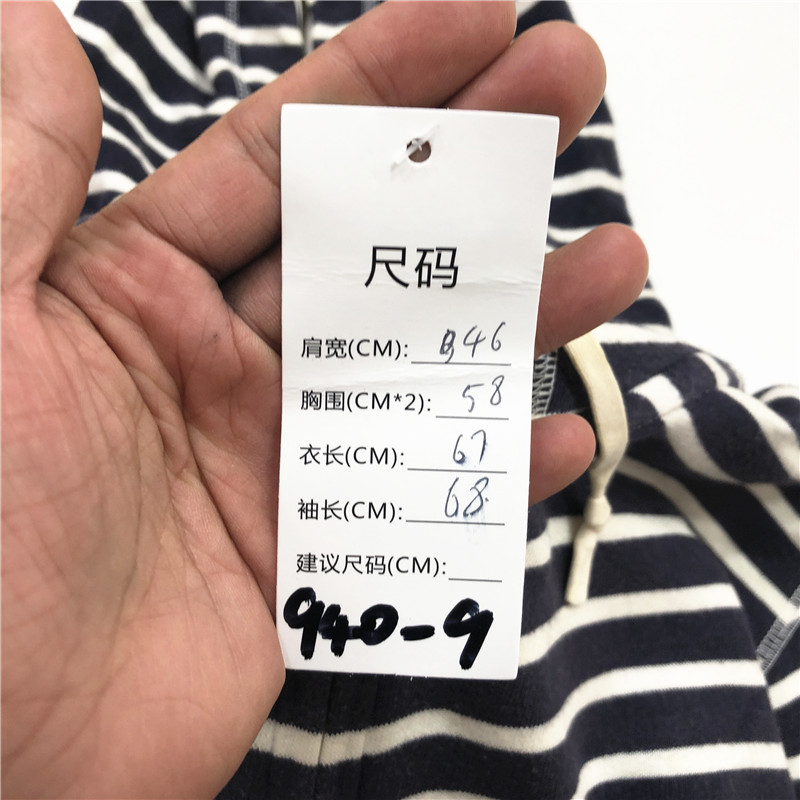 尺码
肩宽(CM): 46
胸围(CM*2): 58
衣长(CM): 67
袖长(CM): 68
建议尺码(CM):
940-9